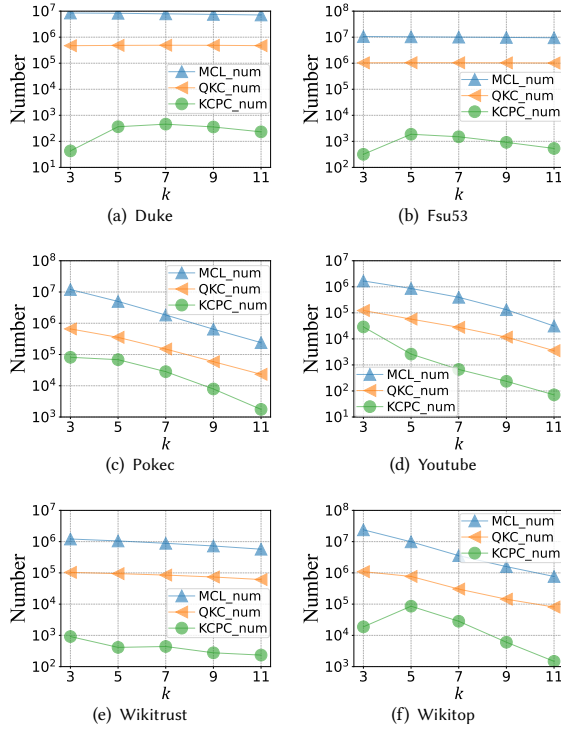 10^7
10^6
10^5
10^4
10^3
10^2
10^1
Number
MCL_num
QKC_num
KCPC_num
3 5 7 9 11
k
(a) Duke
10^8
10^7
10^6
10^5
10^4
10^3
10^2
Number
MCL_num
QKC_num
KCPC_num
3 5 7 9 11
k
(b) Fsu53
10^8
10^7
10^6
10^5
10^4
10^3
Number
MCL_num
QKC_num
KCPC_num
3 5 7 9 11
k
(c) Pokec
10^7
10^6
10^5
10^4
10^3
10^2
10^1
Number
MCL_num
QKC_num
KCPC_num
3 5 7 9 11
k
(d) Youtube
10^7
10^6
10^5
10^4
10^3
10^2
Number
MCL_num
QKC_num
KCPC_num
3 5 7 9 11
k
(e) Wikitrust
10^8
10^7
10^6
10^5
10^4
10^3
Number
MCL_num
QKC_num
KCPC_num
3 5 7 9 11
k
(f) Wikitop